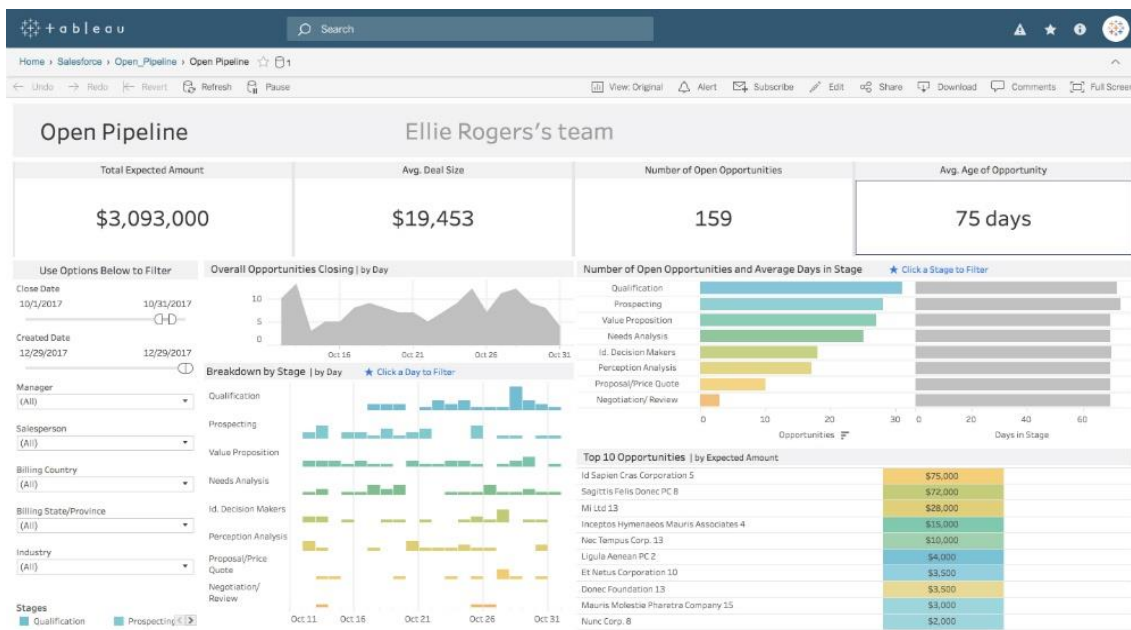 +ableau
Search
Home › Salesforce › Open_Pipeline › Open Pipeline 1
← Undo → Redo Revert Refresh Pause View: Original Alert Subscribe Edit Share Download Comments Full Screen
Open Pipeline Ellie Rogers's team
Total Expected Amount Avg. Deal Size Number of Open Opportunities Avg. Age of Opportunity
$3,093,000 $19,453 159 75 days
Use Options Below to Filter
Close Date
10/1/2017 10/31/2017
Created Date
12/29/2017 12/29/2017
Manager
(All)
Salesperson
(All)
Billing Country
(All)
Billing State/Province
(All)
Industry
(All)
Stages
Qualification Prospecting
Overall Opportunities Closing | by Day
10
5
0
Oct 16 Oct 21 Oct 26 Oct 31
Breakdown by Stage | by Day ★ Click a Day to Filter
Qualification
Prospecting
Value Proposition
Needs Analysis
Id. Decision Makers
Perception Analysis
Proposal/Price
Quote
Negotiation/
Review
Oct 11 Oct 16 Oct 21 Oct 26 Oct 31
Number of Open Opportunities and Average Days in Stage ★ Click a Stage to Filter
Qualification
Prospecting
Value Proposition
Needs Analysis
Id. Decision Makers
Perception Analysis
Proposal/Price Quote
Negotiation/ Review
0 10 20 30 0 20 40 60
Opportunities Days in Stage
Top 10 Opportunities | by Expected Amount
Id Sapien Cras Corporation 5 $75,000
Sagittis Felis Donec PC 8 $72,000
Mi Ltd 13 $28,000
Inceptos Hymenaeos Mauris Associates 4 $15,000
Nec Tempus Corp. 13 $10,000
Ligula Aenean PC 2 $4,000
Et Netus Corporation 10 $3,500
Donec Foundation 13 $3,500
Mauris Molestie Pharetra Company 15 $3,000
Nunc Corp. 8 $2,000